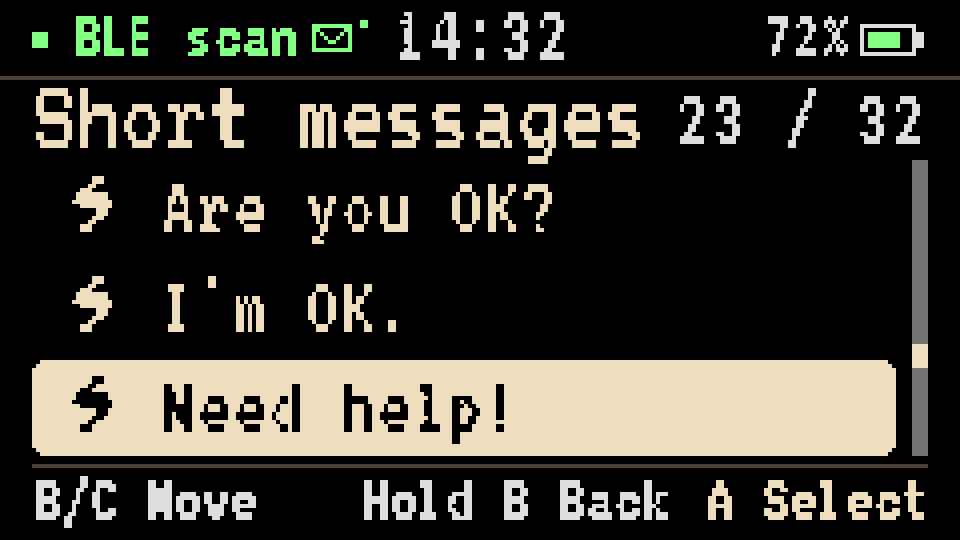 BLE scan 14:32 72%
Short messages 23 / 32
Are you OK?
I'm OK.
Need help!
B/C Move Hold B Back A Select